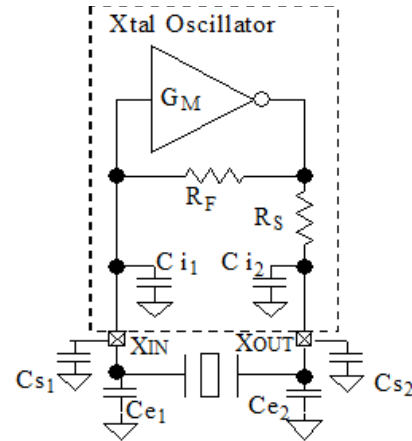 Xtal Oscillator
GM
RF
RS
Ci1 Ci2
XIN XOUT
Cs1 Cs2
Ce1 Ce2